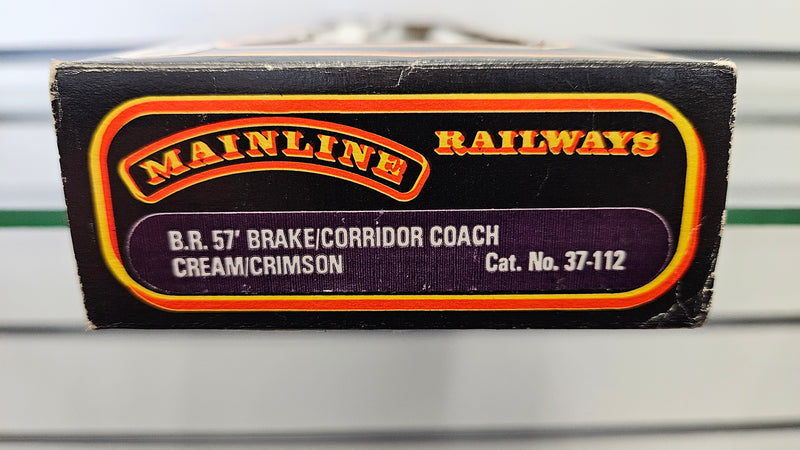 MAINLINE RAILWAYS
B.R. 57' BRAKE/CORRIDOR COACH
CREAM/CRIMSON Cat. No. 37-112